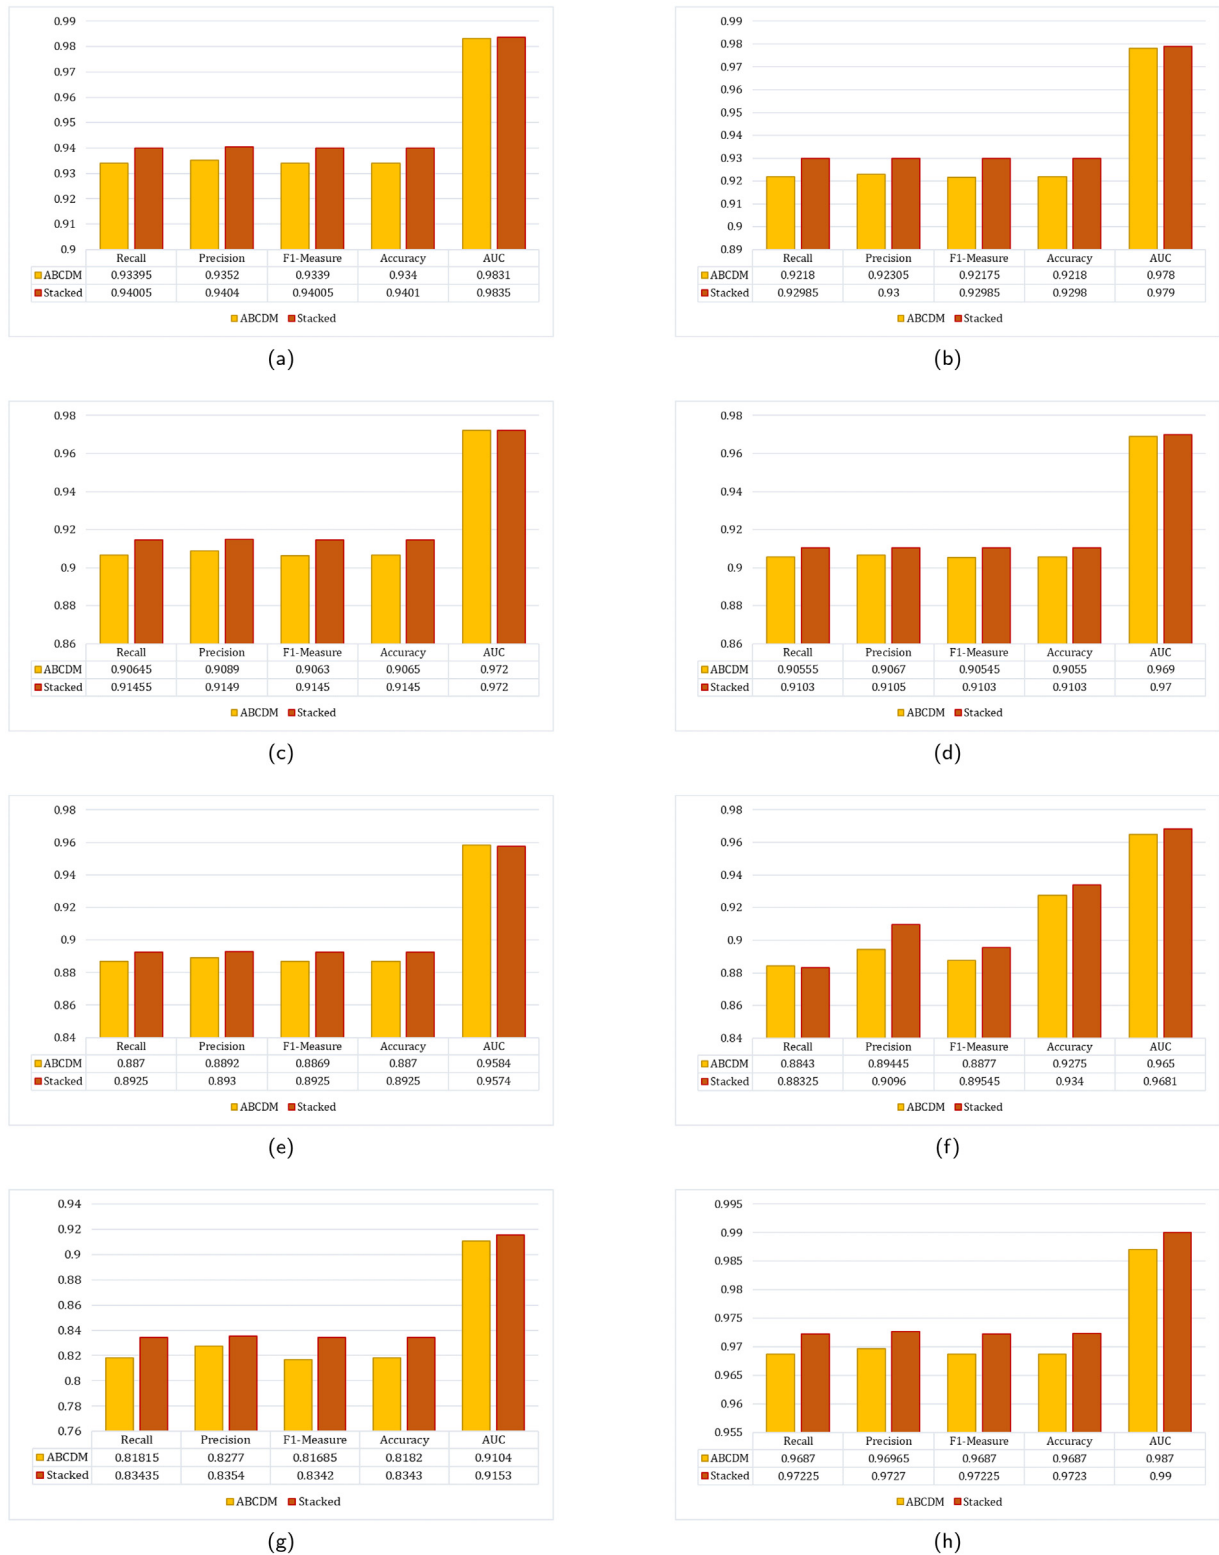 0.99
0.98
0.97
0.96
0.95
0.94
0.93
0.92
0.91
0.9
Recall Precision F1-Measure Accuracy AUC
ABCDM 0.93395 0.9352 0.9339 0.934 0.9831
Stacked 0.94005 0.9404 0.94005 0.9401 0.9835
ABCDM Stacked
(a)
0.99
0.98
0.97
0.96
0.95
0.94
0.93
0.92
0.91
0.9
0.89
Recall Precision F1-Measure Accuracy AUC
ABCDM 0.9218 0.92305 0.92175 0.9218 0.978
Stacked 0.92985 0.93 0.92985 0.9298 0.979
ABCDM Stacked
(b)
0.98
0.96
0.94
0.92
0.9
0.88
0.86
Recall Precision F1-Measure Accuracy AUC
ABCDM 0.90645 0.9089 0.9063 0.9065 0.972
Stacked 0.91455 0.9149 0.9145 0.9145 0.972
ABCDM Stacked
(c)
0.98
0.96
0.94
0.92
0.9
0.88
0.86
Recall Precision F1-Measure Accuracy AUC
ABCDM 0.90555 0.9067 0.90545 0.9055 0.969
Stacked 0.9103 0.9105 0.9103 0.9103 0.97
ABCDM Stacked
(d)
0.98
0.96
0.94
0.92
0.9
0.88
0.86
0.84
Recall Precision F1-Measure Accuracy AUC
ABCDM 0.887 0.8892 0.8869 0.887 0.9584
Stacked 0.8925 0.893 0.8925 0.8925 0.9574
ABCDM Stacked
(e)
0.98
0.96
0.94
0.92
0.9
0.88
0.86
0.84
Recall Precision F1-Measure Accuracy AUC
ABCDM 0.8843 0.89445 0.8877 0.9275 0.965
Stacked 0.88325 0.9096 0.89545 0.934 0.9681
ABCDM Stacked
(f)
0.94
0.92
0.9
0.88
0.86
0.84
0.82
0.8
0.78
0.76
Recall Precision F1-Measure Accuracy AUC
ABCDM 0.81815 0.8277 0.81685 0.8182 0.9104
Stacked 0.83435 0.8354 0.8342 0.8343 0.9153
ABCDM Stacked
(g)
0.995
0.99
0.985
0.98
0.975
0.97
0.965
0.96
0.955
Recall Precision F1-Measure Accuracy AUC
ABCDM 0.9687 0.96965 0.9687 0.9687 0.987
Stacked 0.97225 0.9727 0.97225 0.9723 0.99
ABCDM Stacked
(h)